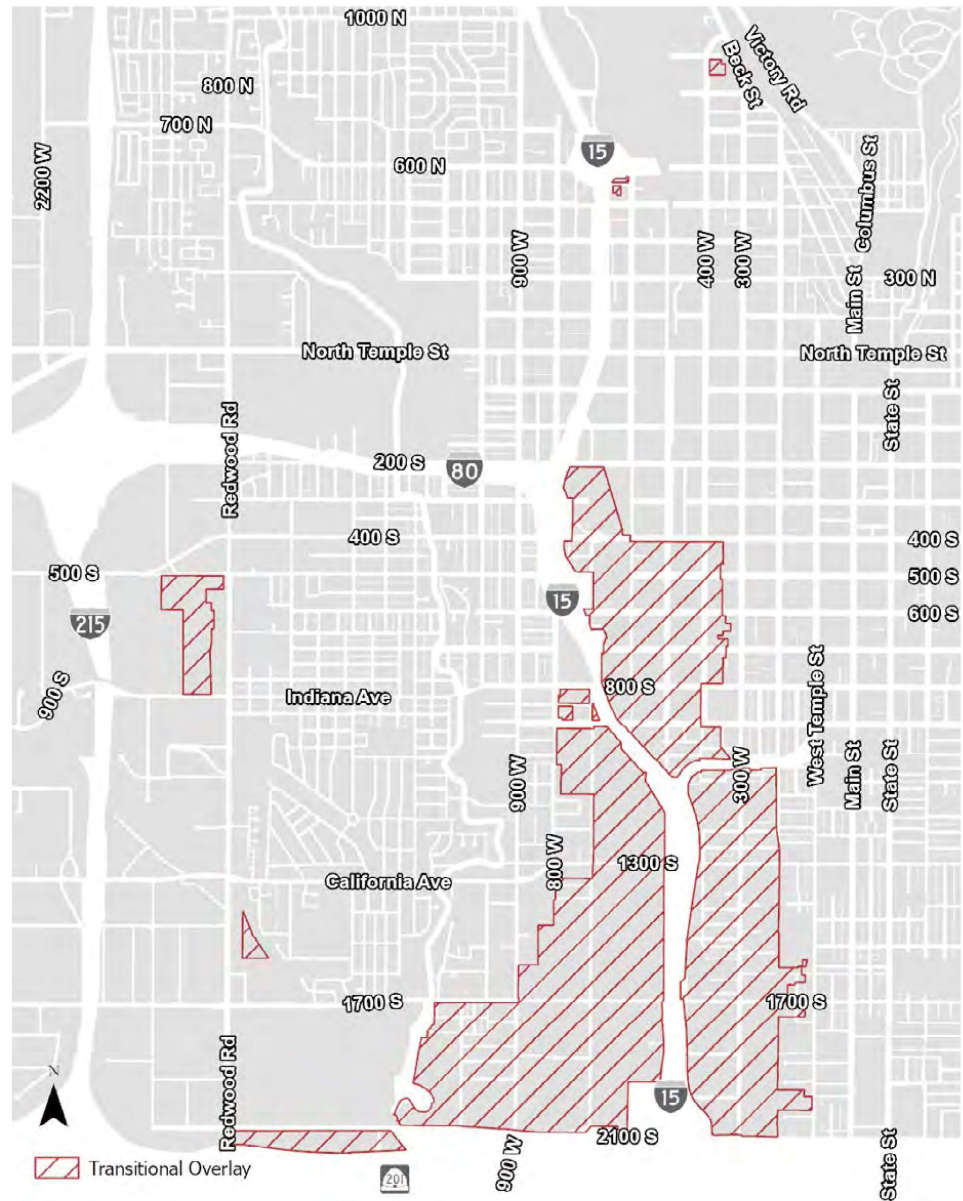 1000 N
Victory Rd
Beck St
800 N
700 N
15
600 N
2200 W
Columbus St
900 W
400 W
300 W
300 N
Main St
North Temple St
North Temple St
State St
Redwood Rd
200 S
80
400 S
400 S
500 S
500 S
15
600 S
215
800 S
900 S
Indiana Ave
West Temple St
Main St
State St
300 W
900 W
1300 S
800 W
California Ave
1700 S
1700 S
Redwood Rd
N
15
2100 S
900 W
State St
Transitional Overlay
201